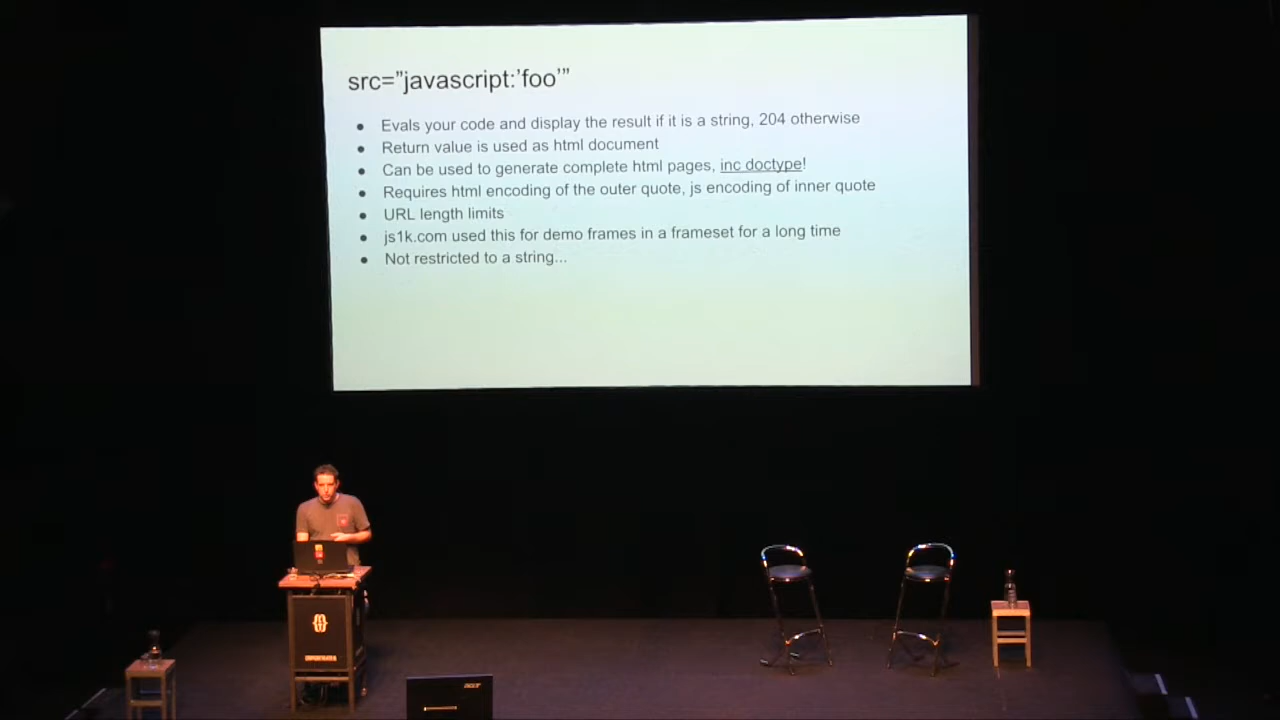 src=”javascript:’foo’”
● Evals your code and display the result if it is a string, 204 otherwise
● Return value is used as html document
● Can be used to generate complete html pages, inc doctype!
● Requires html encoding of the outer quote, js encoding of inner quote
● URL length limits
● js1k.com used this for demo frames in a frameset for a long time
● Not restricted to a string...
{}
acer